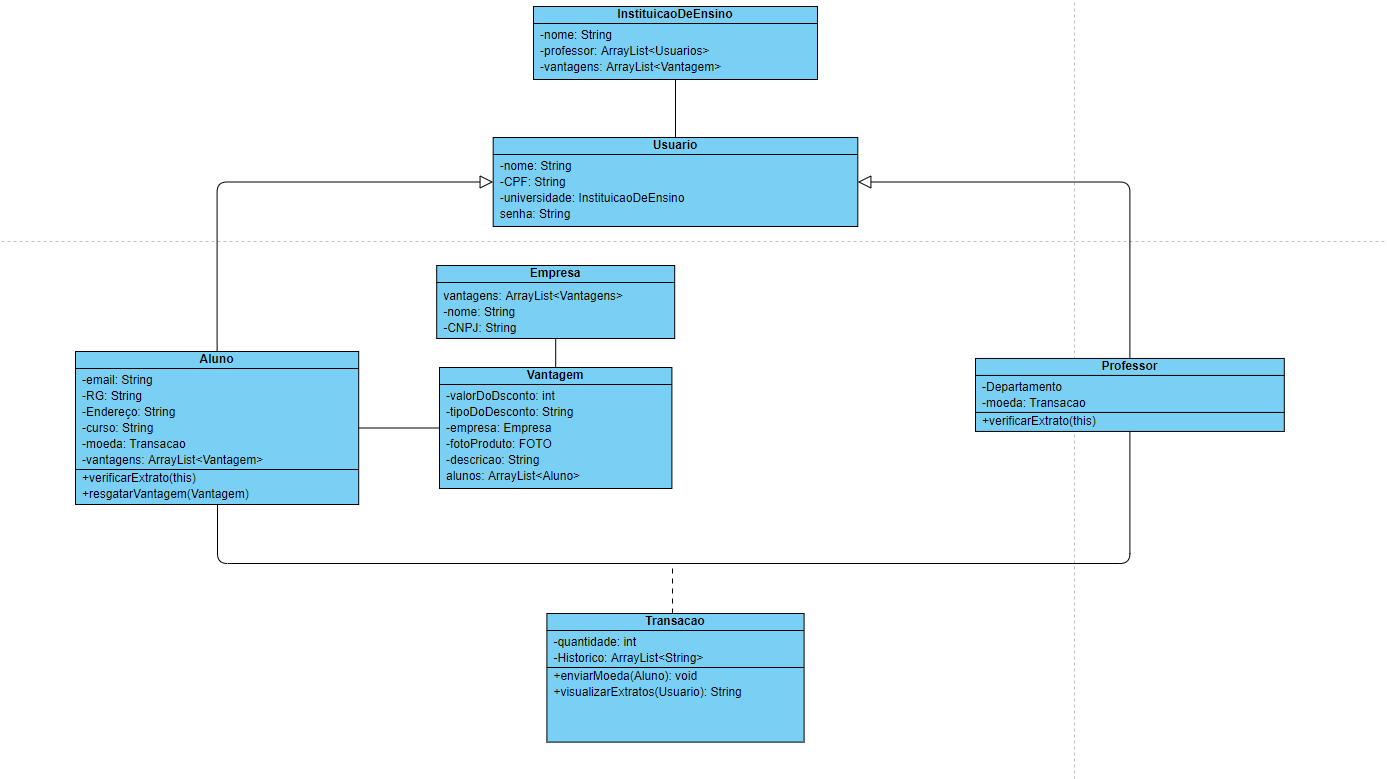 InstituicaoDeEnsino
-nome: String
-professor: ArrayList<Usuarios>
-vantagens: ArrayList<Vantagem>
Usuario
-nome: String
-CPF: String
-universidade: InstituicaoDeEnsino
senha: String
Empresa
vantagens: ArrayList<Vantagens>
-nome: String
-CNPJ: String
Aluno
-email: String
-RG: String
-Endereço: String
-curso: String
-moeda: Transacao
-vantagens: ArrayList<Vantagem>
+verificarExtrato(this)
+resgatarVantagem(Vantagem)
Vantagem
-valorDoDsconto: int
-tipoDoDesconto: String
-empresa: Empresa
-fotoProduto: FOTO
-descricao: String
alunos: ArrayList<Aluno>
Professor
-Departamento
-moeda: Transacao
+verificarExtrato(this)
Transacao
-quantidade: int
-Historico: ArrayList<String>
+enviarMoeda(Aluno): void
+visualizarExtratos(Usuario): String